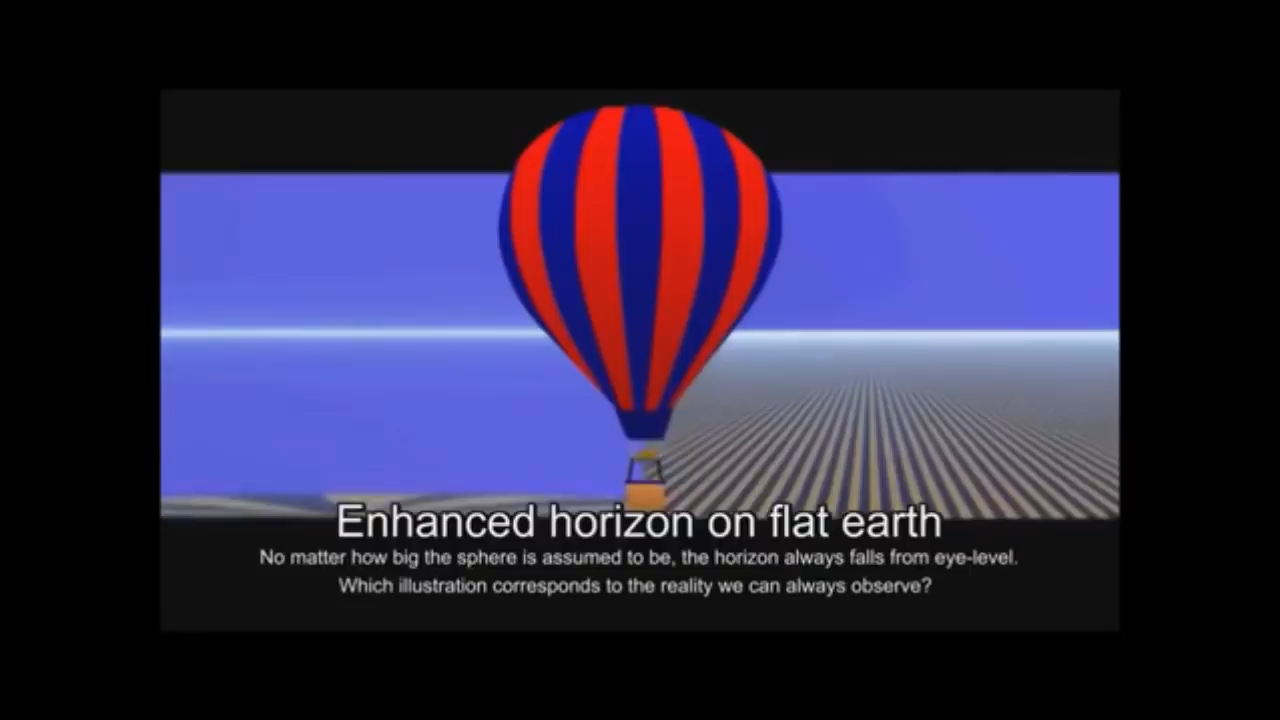 Enhanced horizon on flat earth
No matter how big the sphere is assumed to be, the horizon always falls from eye-level.
Which illustration corresponds to the reality we can always observe?